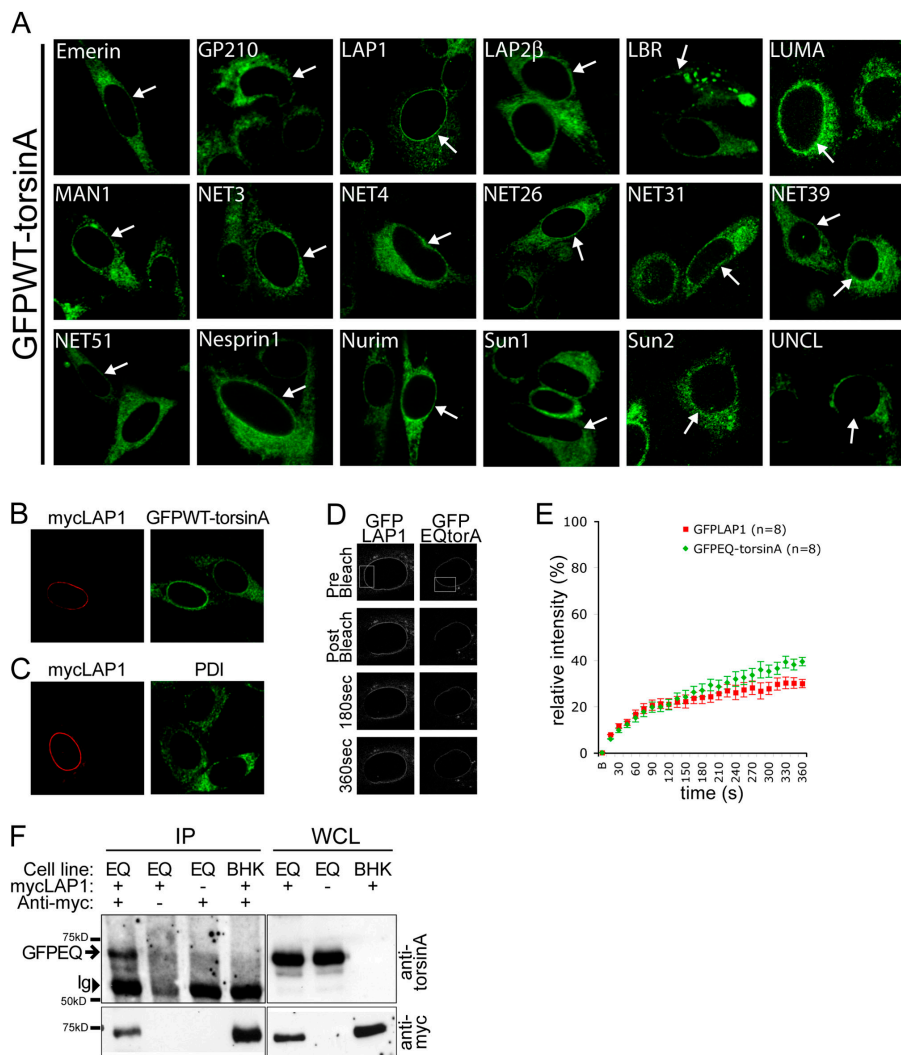 A
GFPWT-torsinA
Emerin
GP210
LAP1
LAP2β
LBR
LUMA
MAN1
NET3
NET4
NET26
NET31
NET39
NET51
Nesprin1
Nurim
Sun1
Sun2
UNCL
B
mycLAP1
GFPWT-torsinA
C
mycLAP1
PDI
D
GFP
LAP1
GFP
EQtorA
Pre
Bleach
Post
Bleach
180sec
360sec
E
GFPLAP1 (n=8)
GFPEQ-torsinA (n=8)
relative intensity (%)
100
80
60
40
20
0
B 30 60 90 120 150 180 210 240 270 300 330 360
time (s)
F
IP WCL
Cell line: EQ EQ EQ BHK EQ EQ BHK
mycLAP1: + + - + + - +
Anti-myc: + - + +
75kD
GFPEQ
Ig
50kD
anti-
torsinA
75kD
anti-
myc